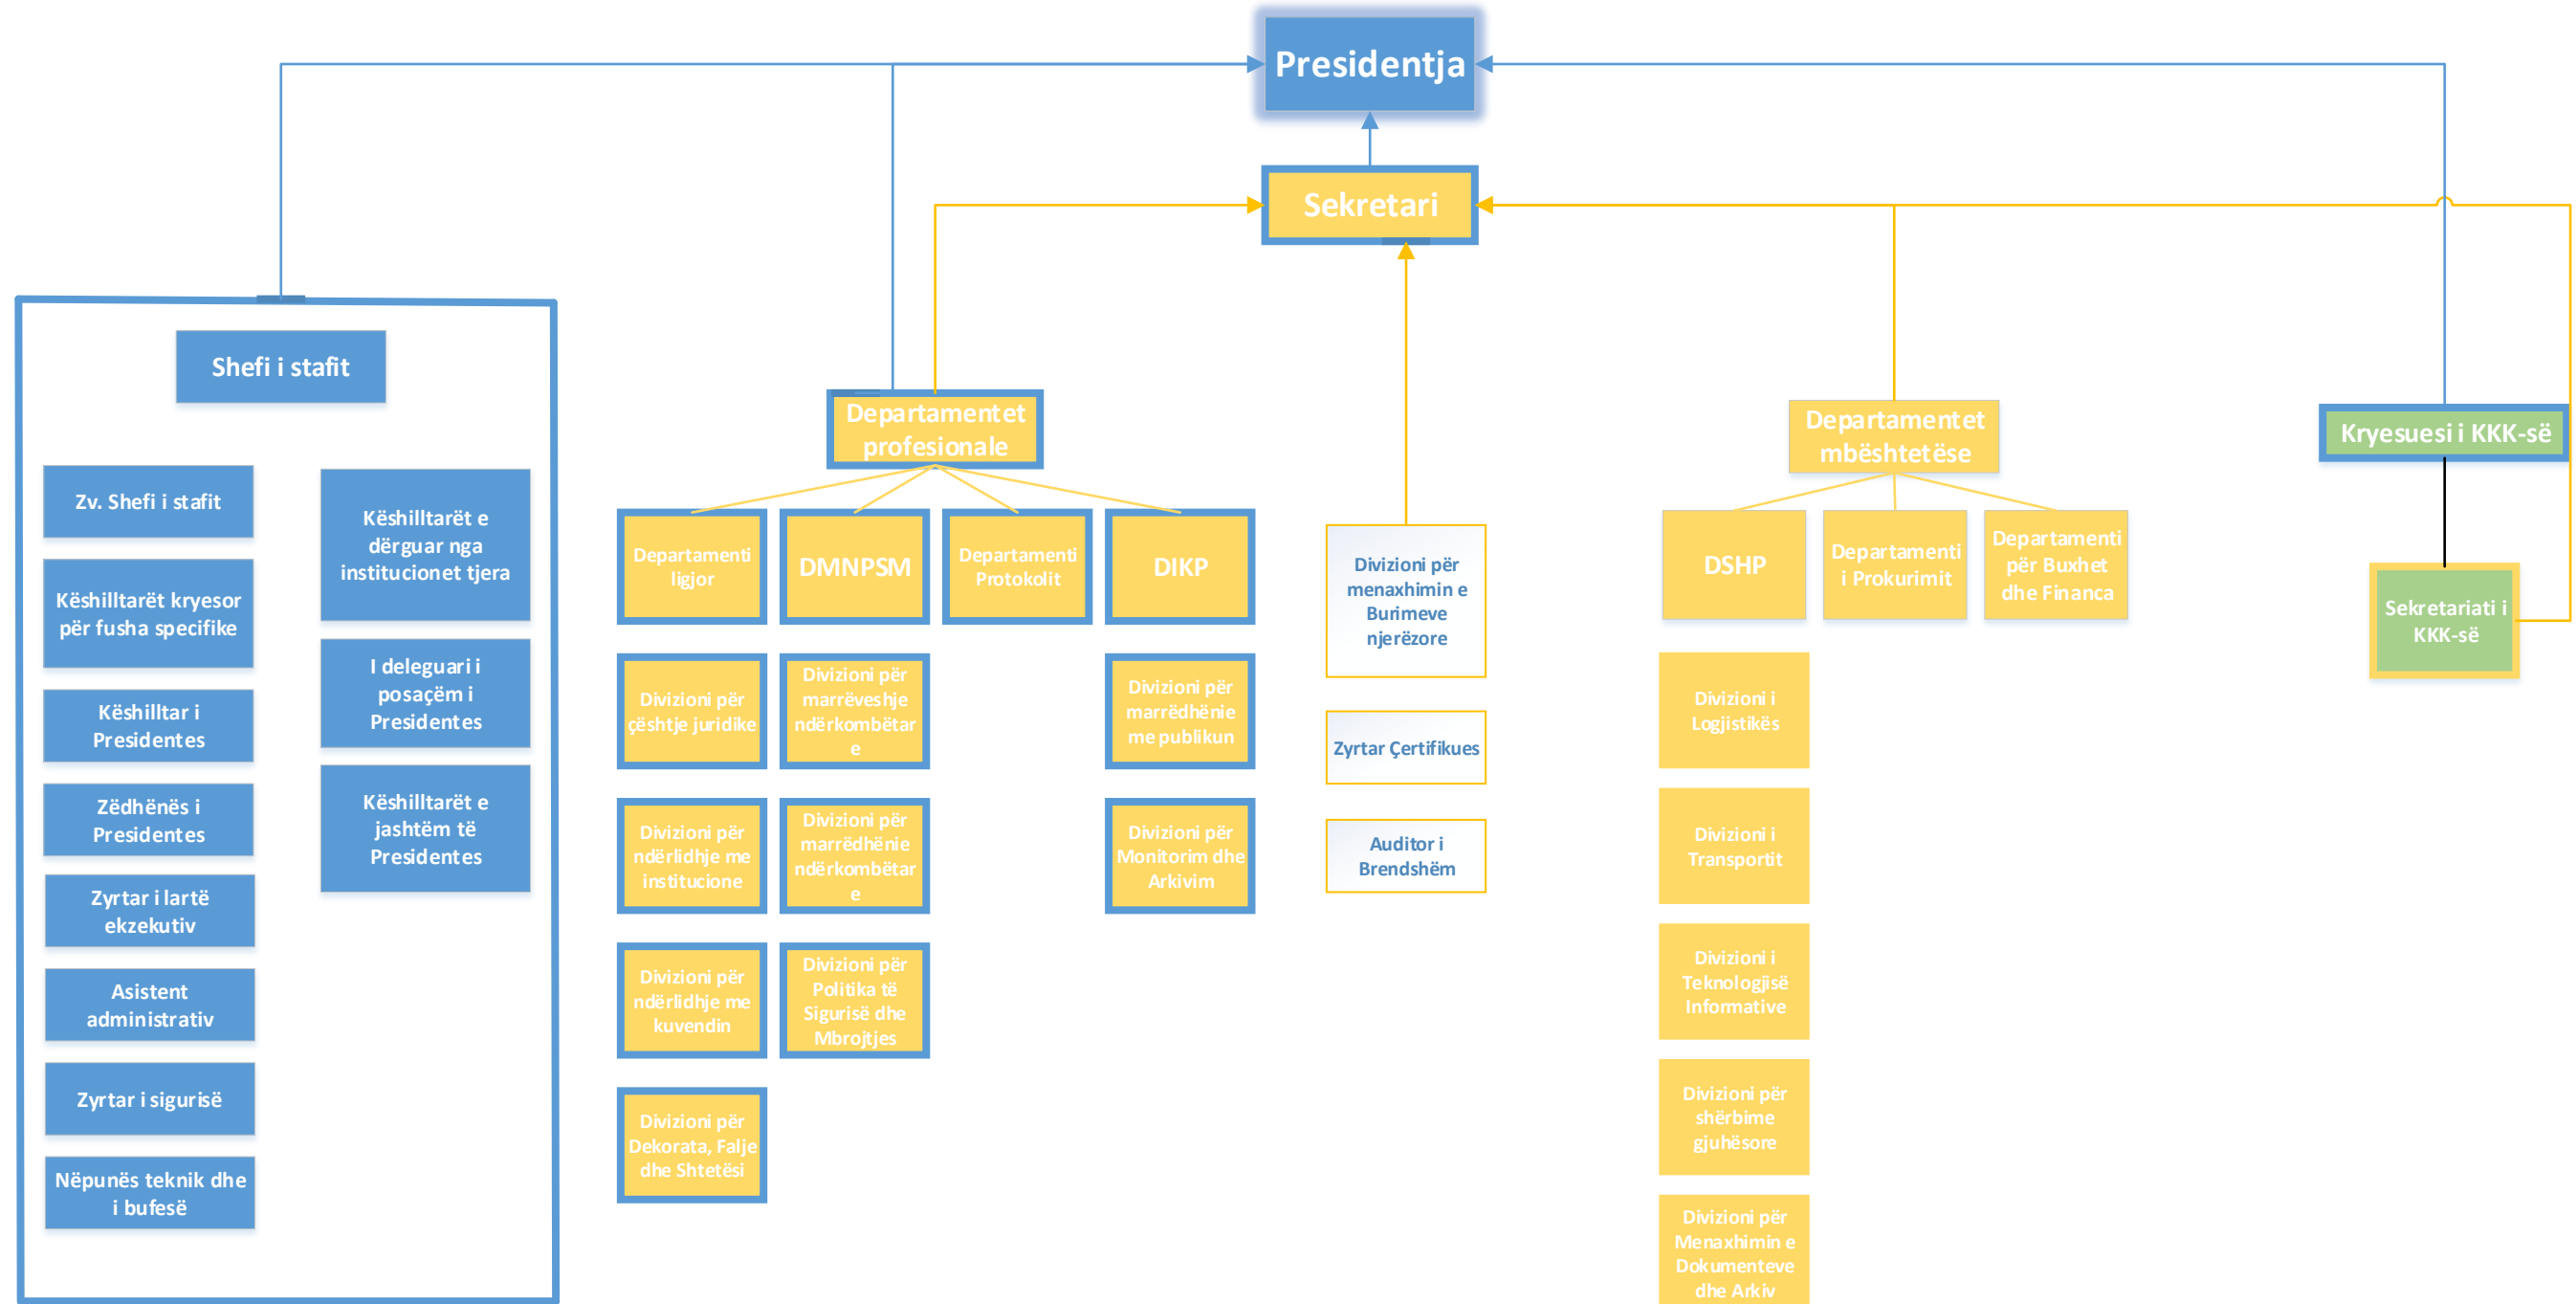 Presidentja
Sekretari
Shefi i stafit
Zv. Shefi i stafit
Këshilltarët kryesor
për fusha specifike
Këshilltar i
Presidentes
Zëdhënës i
Presidentes
Zyrtar i lartë
ekzekutiv
Asistent
administrativ
Zyrtar i sigurisë
Nëpunës teknik dhe
i bufesë
Këshilltarët e
dërguar nga
institucionet tjera
I deleguari i
posaçëm i
Presidentes
Këshilltarët e
jashtëm të
Presidentes
Departamentet
profesionale
Departamenti
ligjor
Divizioni për
çështje juridike
Divizioni për
ndërlidhje me
institucione
Divizioni për
ndërlidhje me
kuvendin
Divizioni për
Dekorata, Falje
dhe Shtetësi
DMNPSM
Divizioni për
marrëveshje
ndërkombëtar
e
Divizioni për
marrëdhënie
ndërkombëtar
e
Divizioni për
Politika të
Sigurisë dhe
Mbrojtjes
Departamenti
Protokolit
DIKP
Divizioni për
marrëdhënie
me publikun
Divizioni për
Monitorim dhe
Arkivim
Divizioni për
menaxhimin e
Burimeve
njerëzore
Zyrtar Çertifikues
Auditor i
Brendshëm
Departamentet
mbështetëse
DSHP
Divizioni i
Logjistikës
Divizioni i
Transportit
Divizioni i
Teknologjisë
Informative
Divizioni për
shërbime
gjuhësore
Divizioni për
Menaxhimin e
Dokumenteve
dhe Arkiv
Departamenti
i Prokurimit
Departamenti
për Buxhet
dhe Financa
Kryesuesi i KKK-së
Sekretariati i
KKK-së